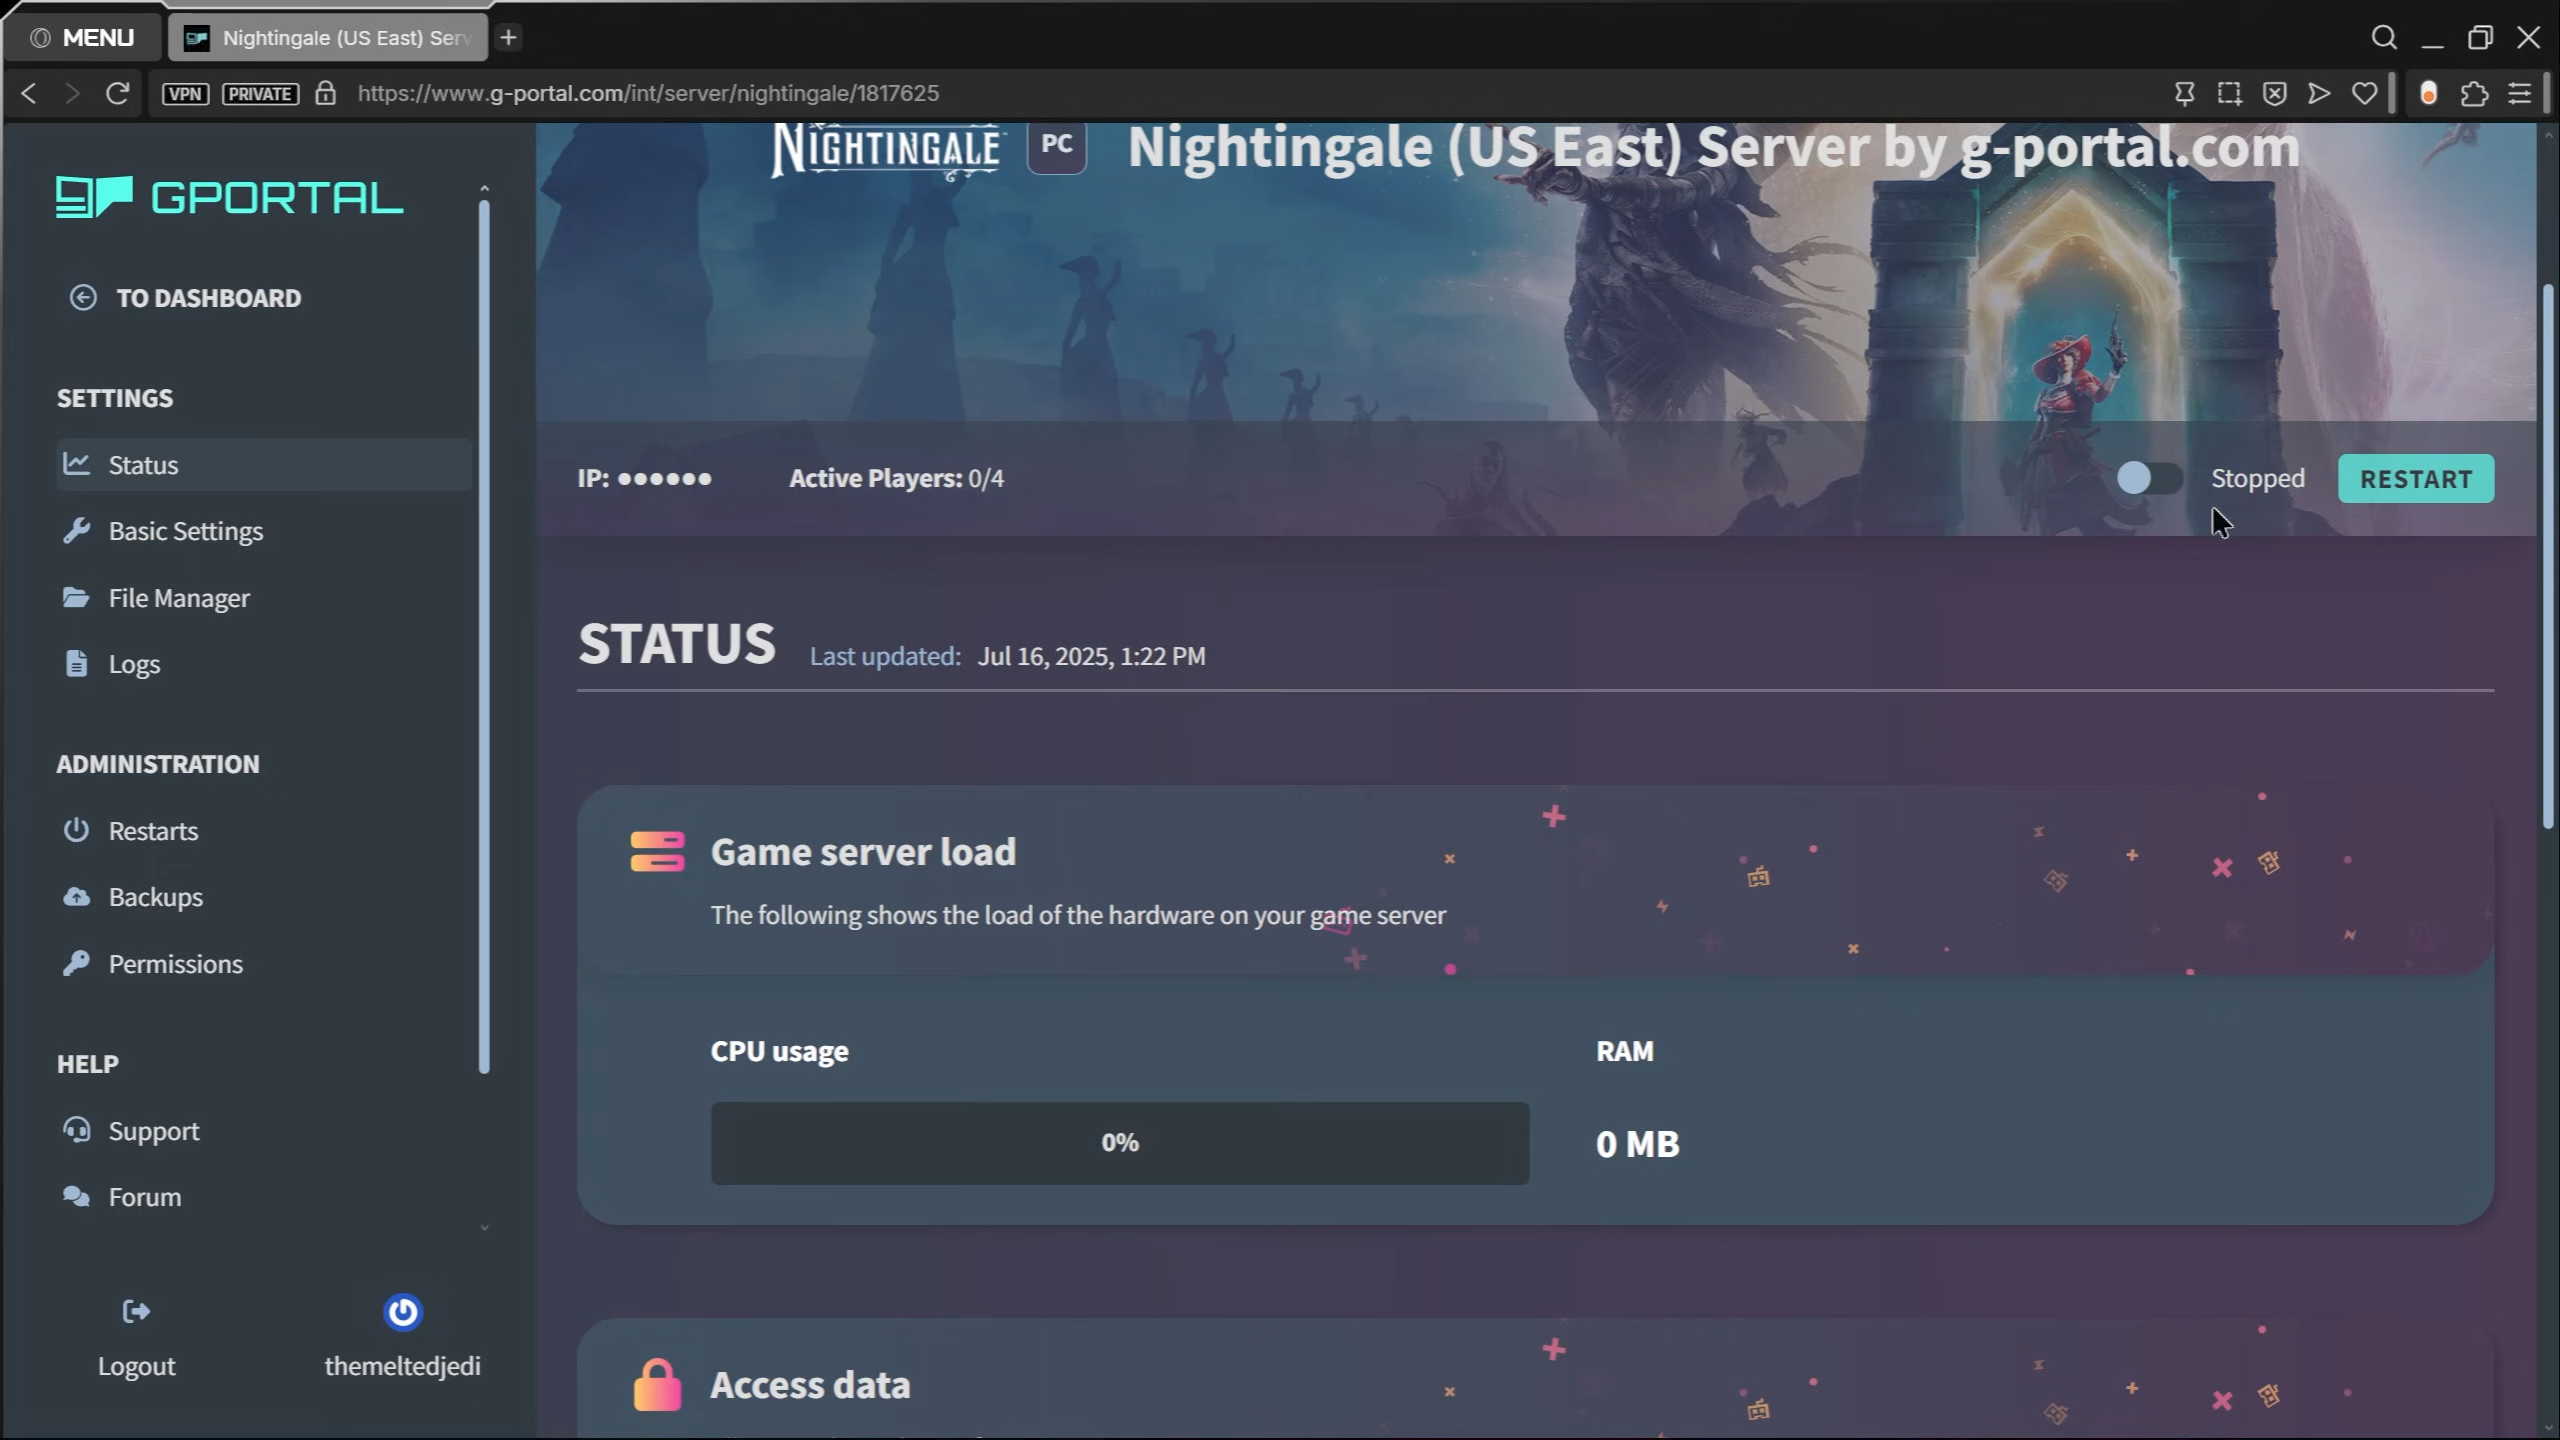 MENU
Nightingale (US East) Serv
VPN
PRIVATE
https://www.g-portal.com/int/server/nightingale/1817625
GPORTAL
TO DASHBOARD
SETTINGS
Status
Basic Settings
File Manager
Logs
ADMINISTRATION
Restarts
Backups
Permissions
HELP
Support
Forum
Logout
themeltedjedi
NIGHTINGALE
PC
Nightingale (US East) Server by g-portal.com
IP: ●●●●●●
Active Players: 0/4
Stopped
RESTART
STATUS
Last updated: Jul 16, 2025, 1:22 PM
Game server load
The following shows the load of the hardware on your game server
CPU usage
0%
RAM
0 MB
Access data